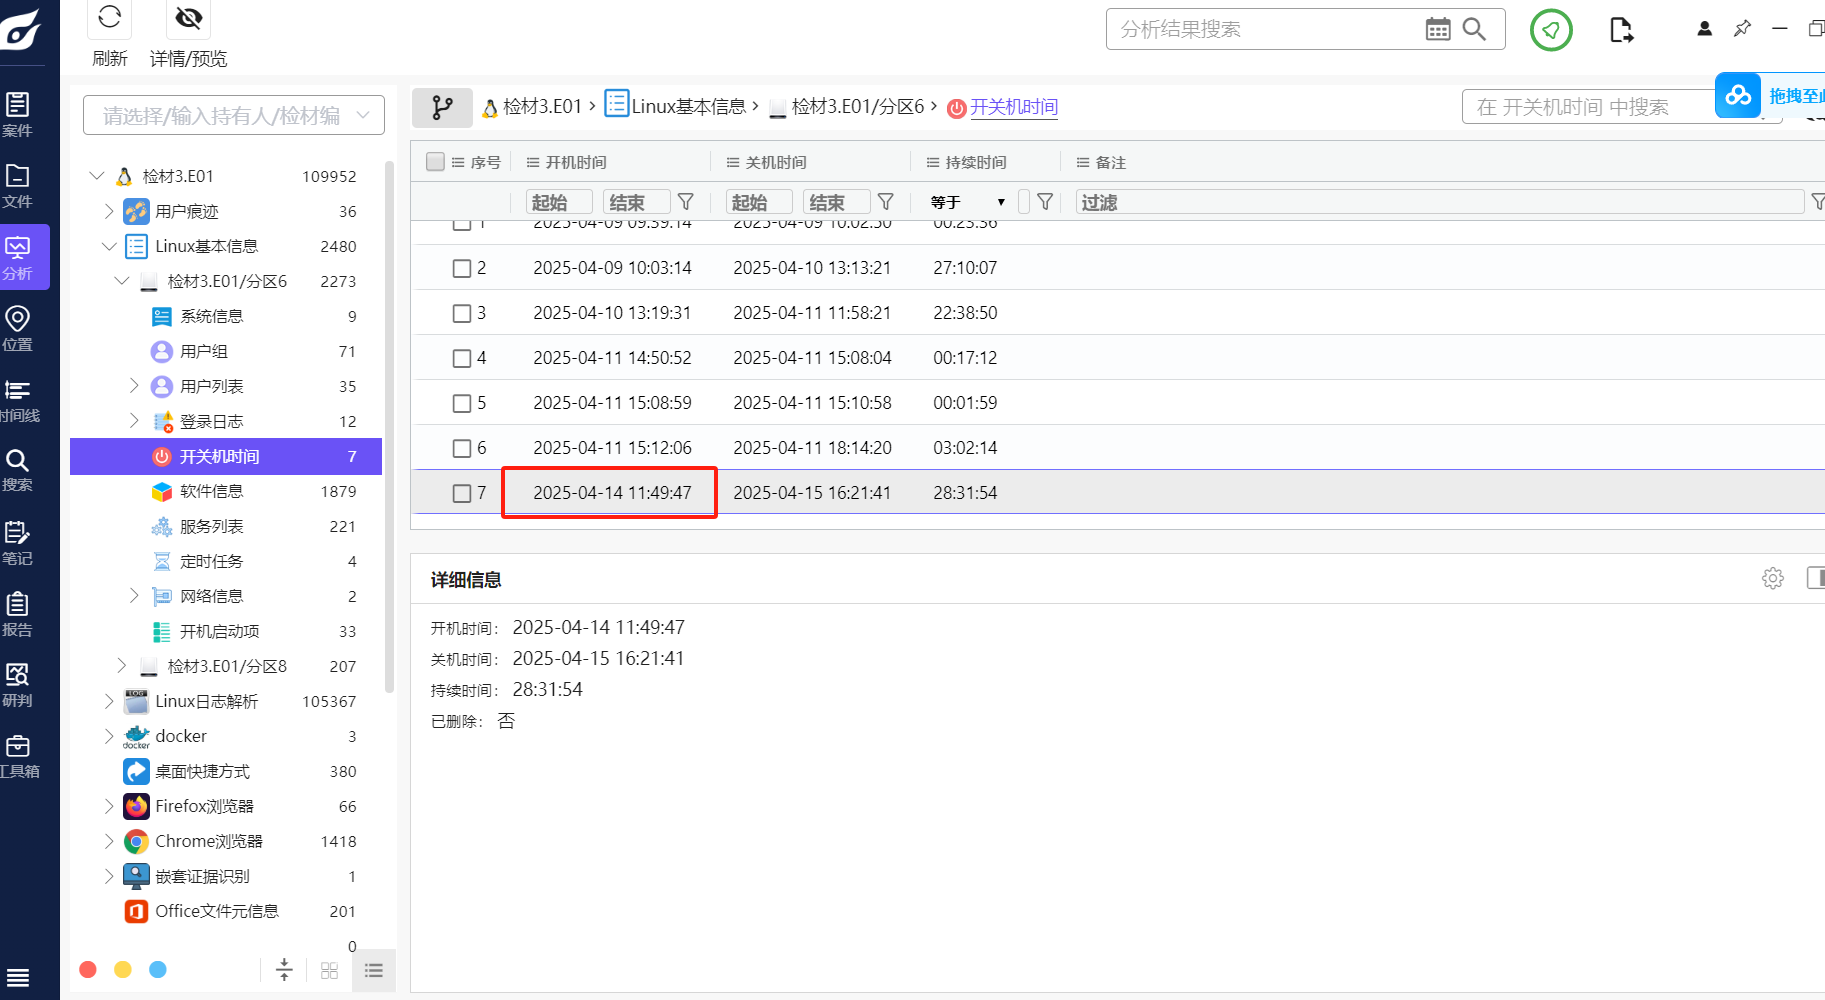 刷新
详情/预览
分析结果搜索
案件
文件
分析
位置
时间线
搜索
笔记
报告
研判
工具箱
请选择/输入持有人/检材编
检材3.E01 109952
用户痕迹 36
Linux基本信息 2480
检材3.E01/分区6 2273
系统信息 9
用户组 71
用户列表 35
登录日志 12
开关机时间 7
软件信息 1879
服务列表 221
定时任务 4
网络信息 2
开机启动项 33
检材3.E01/分区8 207
Linux日志解析 105367
docker 3
桌面快捷方式 380
Firefox浏览器 66
Chrome浏览器 1418
嵌套证据识别 1
Office文件元信息 201
0
检材3.E01 > Linux基本信息 > 检材3.E01/分区6 > 开关机时间
在 开关机时间 中搜索
拖拽至此
序号 开机时间 关机时间 持续时间 备注
起始 结束 起始 结束 等于 过滤
1 2025-04-09 09:39:14 2025-04-09 10:02:50 00:23:36
2 2025-04-09 10:03:14 2025-04-10 13:13:21 27:10:07
3 2025-04-10 13:19:31 2025-04-11 11:58:21 22:38:50
4 2025-04-11 14:50:52 2025-04-11 15:08:04 00:17:12
5 2025-04-11 15:08:59 2025-04-11 15:10:58 00:01:59
6 2025-04-11 15:12:06 2025-04-11 18:14:20 03:02:14
7 2025-04-14 11:49:47 2025-04-15 16:21:41 28:31:54
详细信息
开机时间： 2025-04-14 11:49:47
关机时间： 2025-04-15 16:21:41
持续时间： 28:31:54
已删除： 否